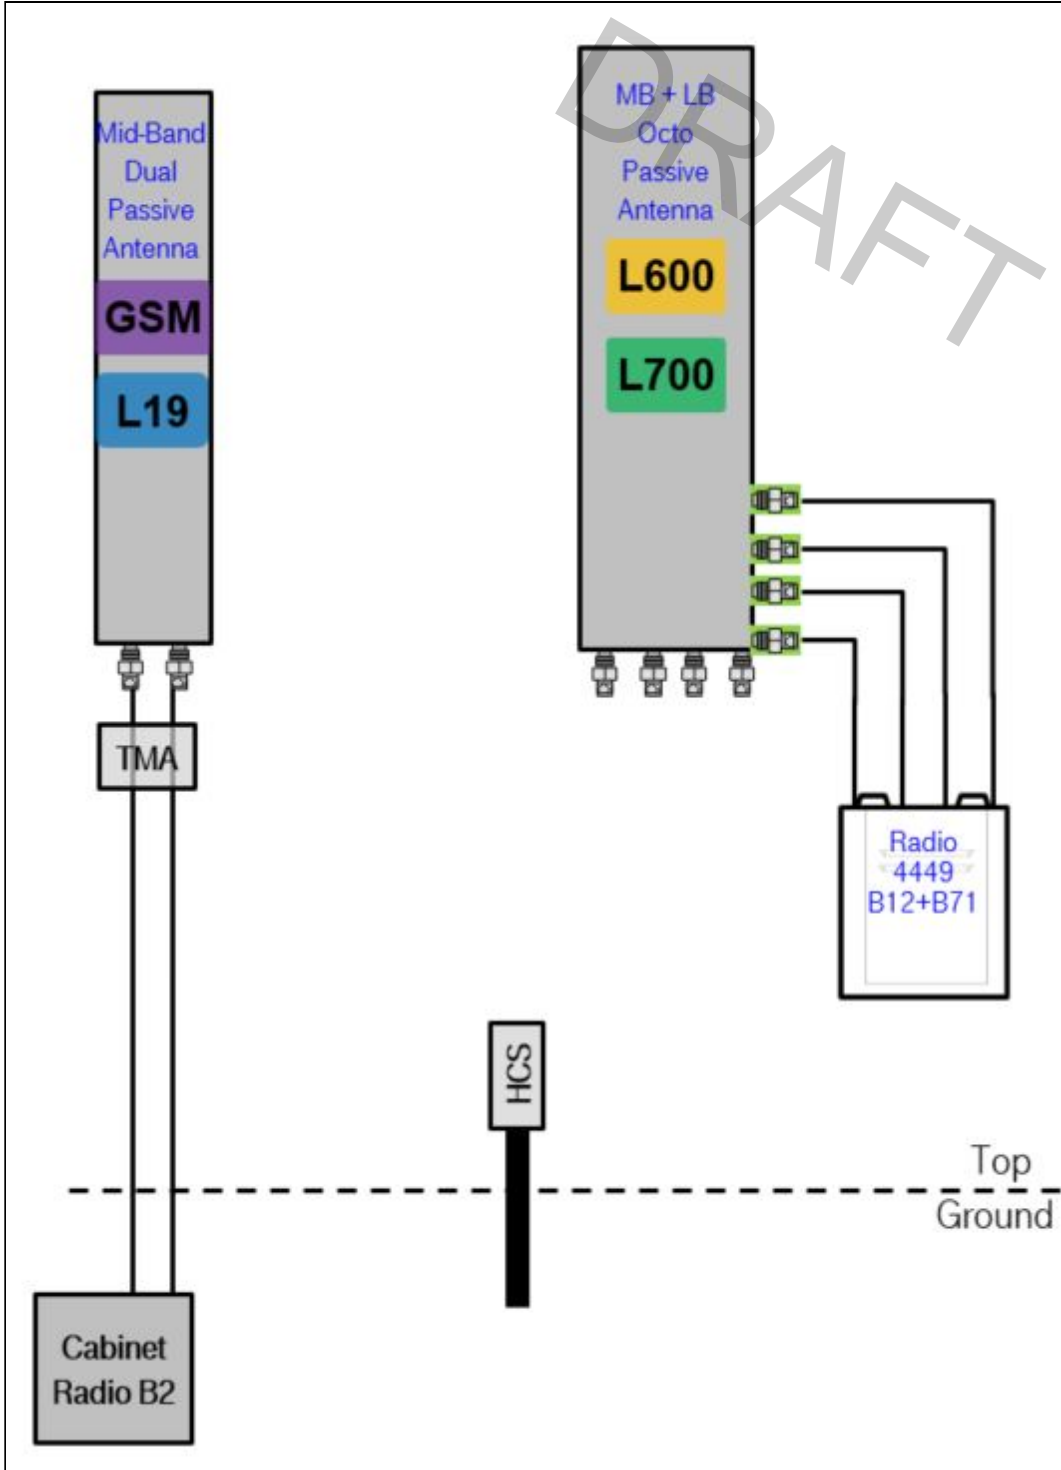 DRAFT
Mid-Band
Dual
Passive
Antenna
GSM
L19
MB + LB
Octo
Passive
Antenna
L600
L700
TMA
Radio
4449
B12+B71
HCS
Top
Ground
Cabinet
Radio B2